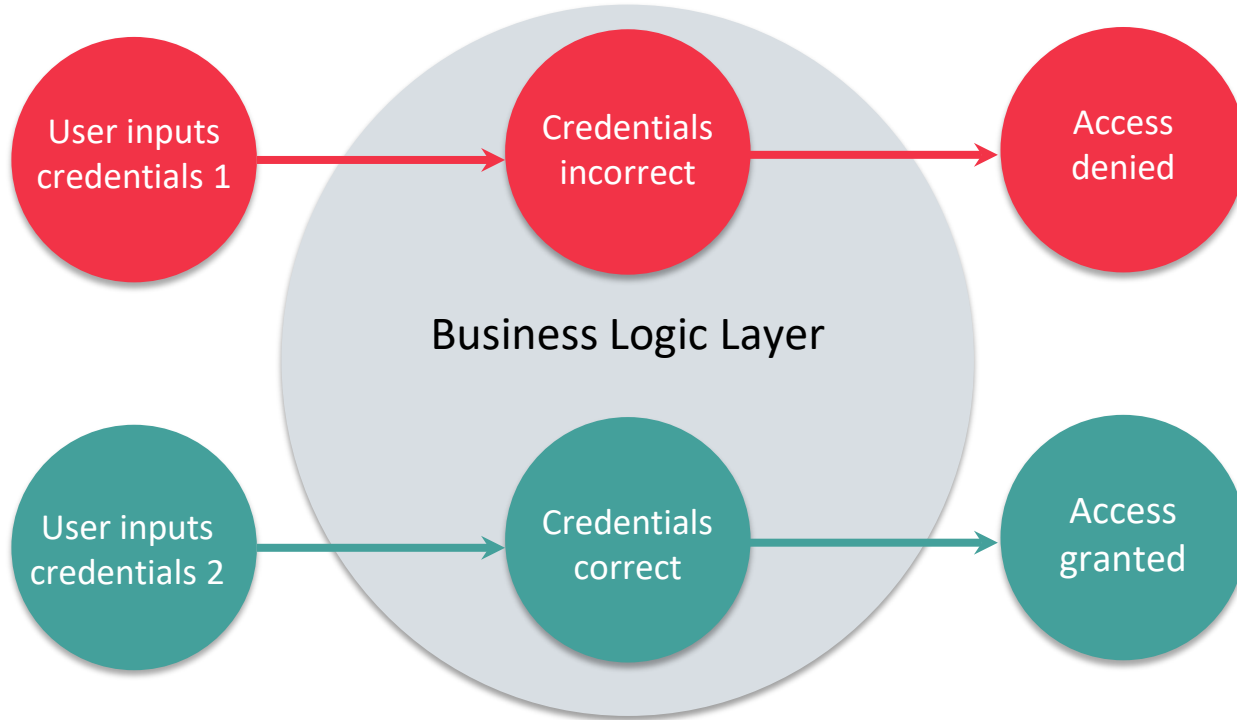 User inputs
credentials 1
Credentials
incorrect
Access
denied
Business Logic Layer
User inputs
credentials 2
Credentials
correct
Access
granted